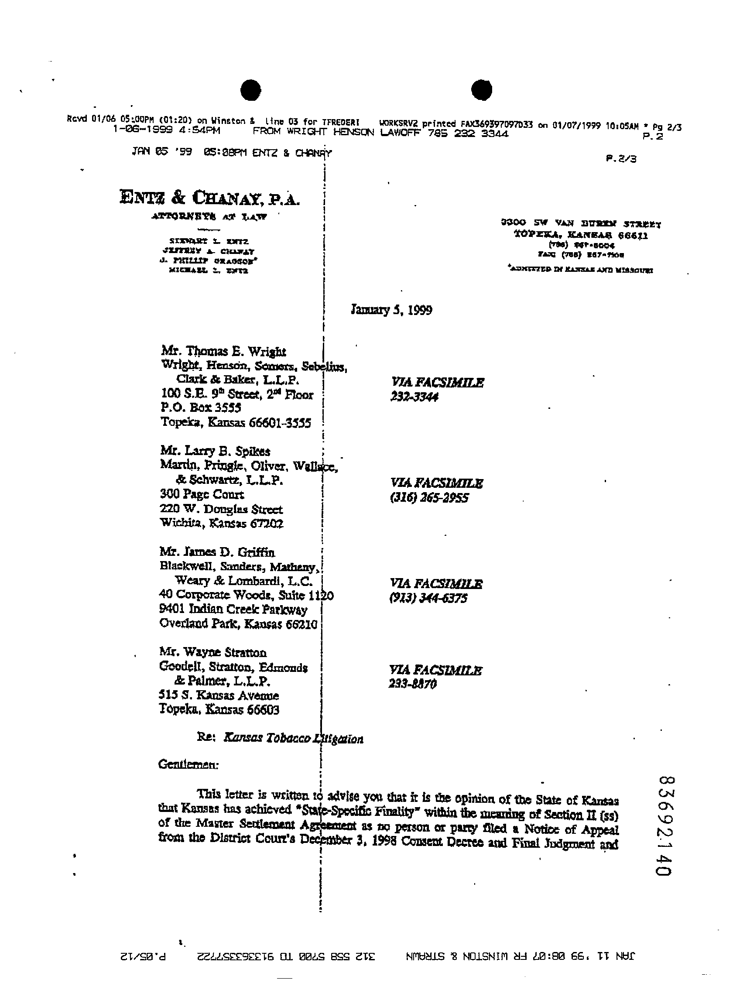 Rcvd 01/06 05:00PM (01:20) on Winston & line 03 for TFREDERI WORKSRV2 printed FAX369397097D33 on 01/07/1999 10:05AM * Pg 2/3
1-06-1999 4:54PM FROM WRIGHT HENSON LAWOFF 785 232 3344 P.2
JAN 05 '99 05:08PM ENTZ & CHANAY P.2/3
ENTZ & CHANAY, P.A.
ATTORNEYS AT LAW
STEWART L. ENTZ
JEFFREY A. CHANAY
J. PHILLIP GRAGSON*
MICHAEL L. ENTZ
3300 SW VAN BUREN STREET
TOPEKA, KANSAS 66611
*ADMITTED IN KANSAS AND MISSOURI
January 5, 1999
Mr. Thomas E. Wright
Wright, Henson, Somers, Sebelius,
Clark & Baker, L.L.P.
100 S.E. 9th Street, 2nd Floor
P.O. Box 3555
Topeka, Kansas 66601-3555
VIA FACSIMILE
232-3344
Mr. Larry B. Spikes
Martin, Pringle, Oliver, Wallace,
& Schwartz, L.L.P.
300 Page Court
220 W. Douglas Street
Wichita, Kansas 67202
VIA FACSIMILE
(316) 265-2955
Mr. James D. Griffin
Blackwell, Sanders, Matheny,
Weary & Lombardi, L.C.
40 Corporate Woods, Suite 1120
9401 Indian Creek Parkway
Overland Park, Kansas 66210
VIA FACSIMILE
(913) 344-6375
Mr. Wayne Stratton
Goodell, Stratton, Edmonds
& Palmer, L.L.P.
515 S. Kansas Avenue
Topeka, Kansas 66603
VIA FACSIMILE
233-8870
Re: Kansas Tobacco Litigation
Gentlemen:
This letter is written to advise you that it is the opinion of the State of Kansas
that Kansas has achieved "State-Specific Finality" within the meaning of Section II (ss)
of the Master Settlement Agreement as no person or party filed a Notice of Appeal
from the District Court's December 3, 1998 Consent Decree and Final Judgment and
83692140
JAN 11 '99 08:07 FR WINSTON & STRAWN 312 558 5700 TO 913633357722 P.05/12